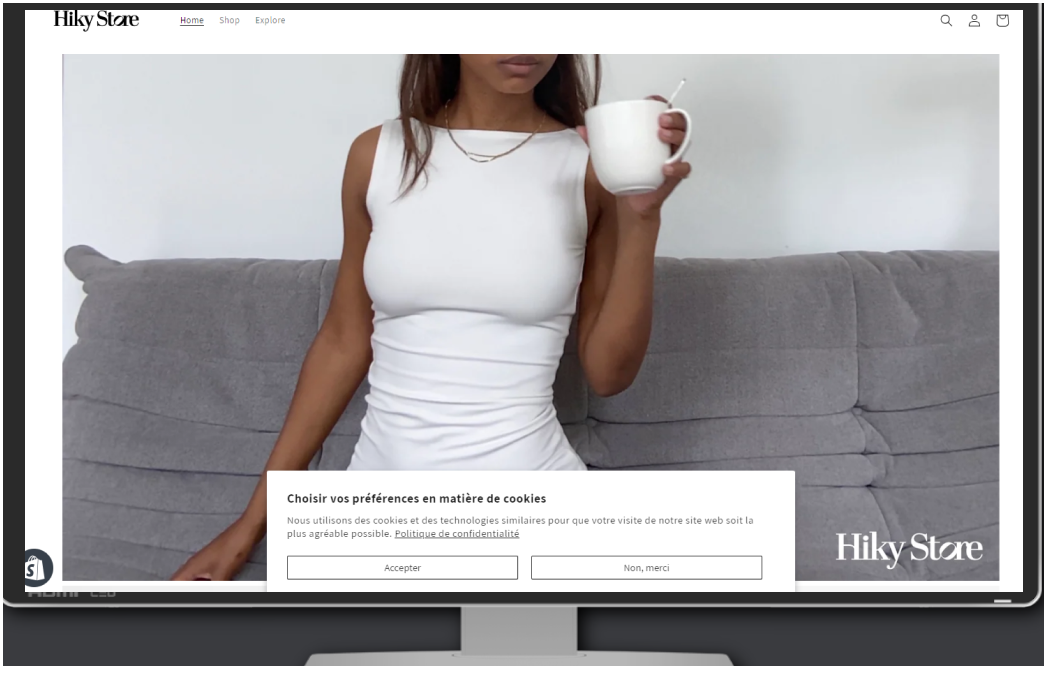 Hiky Store
Home Shop Explore
Choisir vos préférences en matière de cookies
Nous utilisons des cookies et des technologies similaires pour que votre visite de notre site web soit la
plus agréable possible. Politique de confidentialité
Accepter Non, merci
Hiky Store